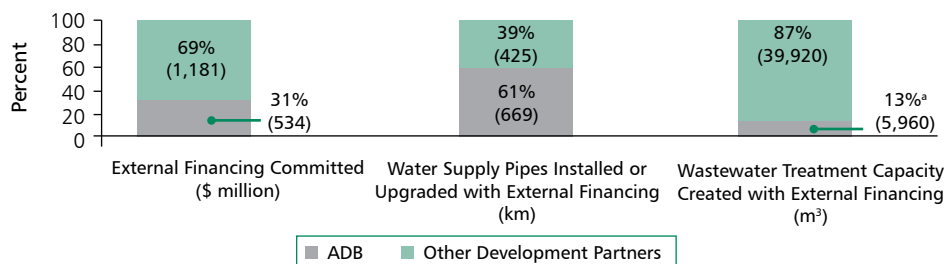 Percent
100
80
60
40
20
0
69%
(1,181)
31%
(534)
39%
(425)
61%
(669)
87%
(39,920)
13%ᵃ
(5,960)
External Financing Committed
($ million)
Water Supply Pipes Installed or
Upgraded with External Financing
(km)
Wastewater Treatment Capacity
Created with External Financing
(m³)
ADB
Other Development Partners